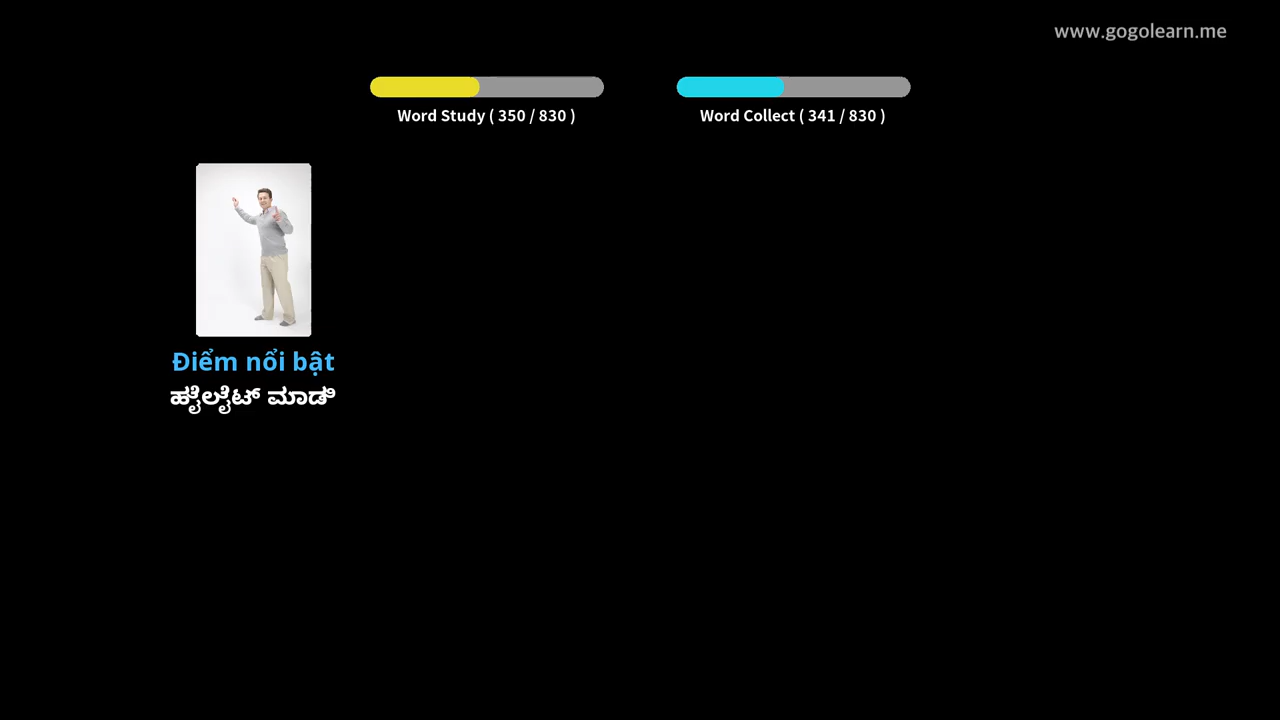 www.gogolearn.me
Word Study ( 350 / 830 )
Word Collect ( 341 / 830 )
Điểm nổi bật
ಹೈಲೈಟ್ ಮಾಡಿ